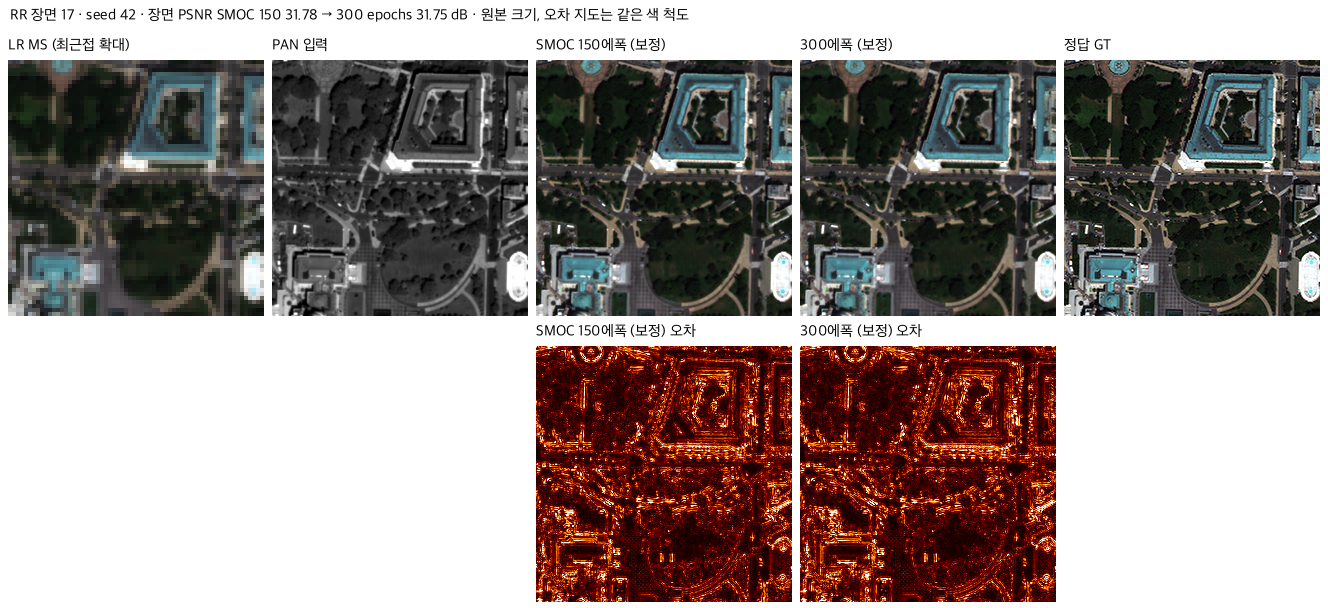 RR 장면 17 · seed 42 · 장면 PSNR SMOC 150 31.78 → 300 epochs 31.75 dB · 원본 크기, 오차 지도는 같은 색 척도
LR MS (최근접 확대)
PAN 입력
SMOC 150에폭 (보정)
300에폭 (보정)
정답 GT
SMOC 150에폭 (보정) 오차
300에폭 (보정) 오차